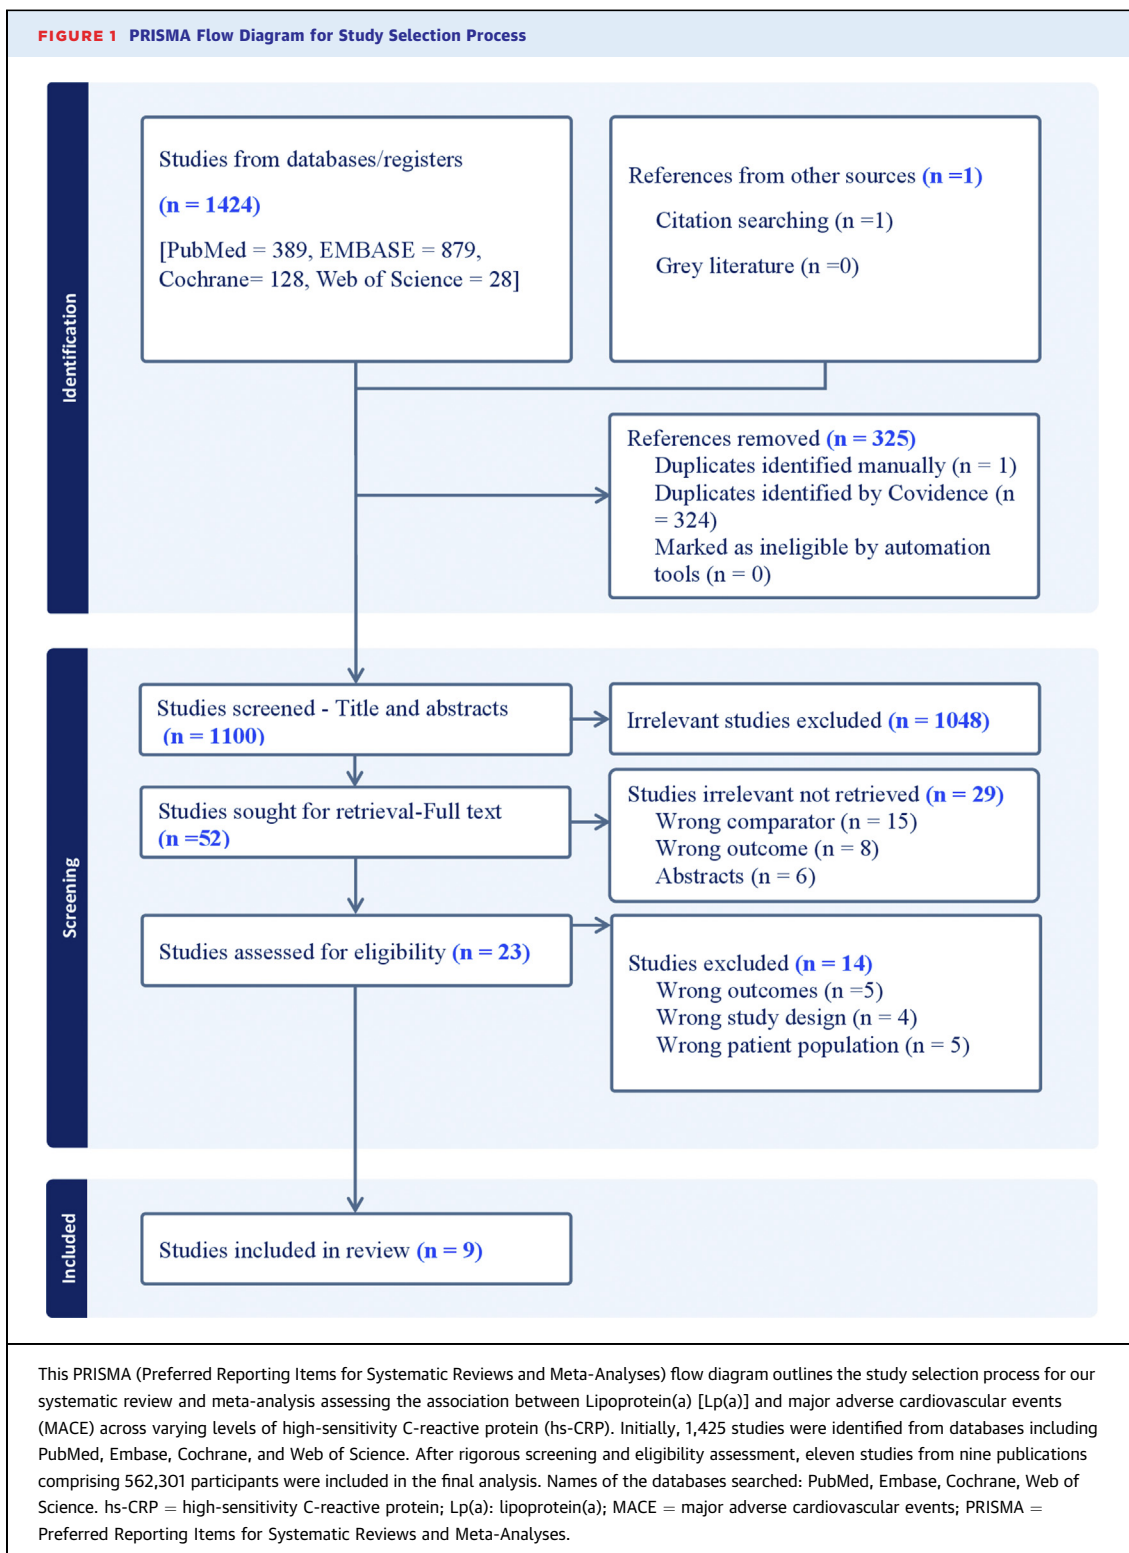 FIGURE 1 PRISMA Flow Diagram for Study Selection Process
Identification
Studies from databases/registers
(n = 1424)
[PubMed = 389, EMBASE = 879,
Cochrane= 128, Web of Science = 28]
References from other sources (n =1)
Citation searching (n =1)
Grey literature (n =0)
References removed (n = 325)
Duplicates identified manually (n = 1)
Duplicates identified by Covidence (n
= 324)
Marked as ineligible by automation
tools (n = 0)
Screening
Studies screened - Title and abstracts
(n = 1100)
Irrelevant studies excluded (n = 1048)
Studies sought for retrieval-Full text
(n =52)
Studies irrelevant not retrieved (n = 29)
Wrong comparator (n = 15)
Wrong outcome (n = 8)
Abstracts (n = 6)
Studies assessed for eligibility (n = 23)
Studies excluded (n = 14)
Wrong outcomes (n =5)
Wrong study design (n = 4)
Wrong patient population (n = 5)
Included
Studies included in review (n = 9)
This PRISMA (Preferred Reporting Items for Systematic Reviews and Meta-Analyses) flow diagram outlines the study selection process for our
systematic review and meta-analysis assessing the association between Lipoprotein(a) [Lp(a)] and major adverse cardiovascular events
(MACE) across varying levels of high-sensitivity C-reactive protein (hs-CRP). Initially, 1,425 studies were identified from databases including
PubMed, Embase, Cochrane, and Web of Science. After rigorous screening and eligibility assessment, eleven studies from nine publications
comprising 562,301 participants were included in the final analysis. Names of the databases searched: PubMed, Embase, Cochrane, Web of
Science. hs-CRP = high-sensitivity C-reactive protein; Lp(a): lipoprotein(a); MACE = major adverse cardiovascular events; PRISMA =
Preferred Reporting Items for Systematic Reviews and Meta-Analyses.